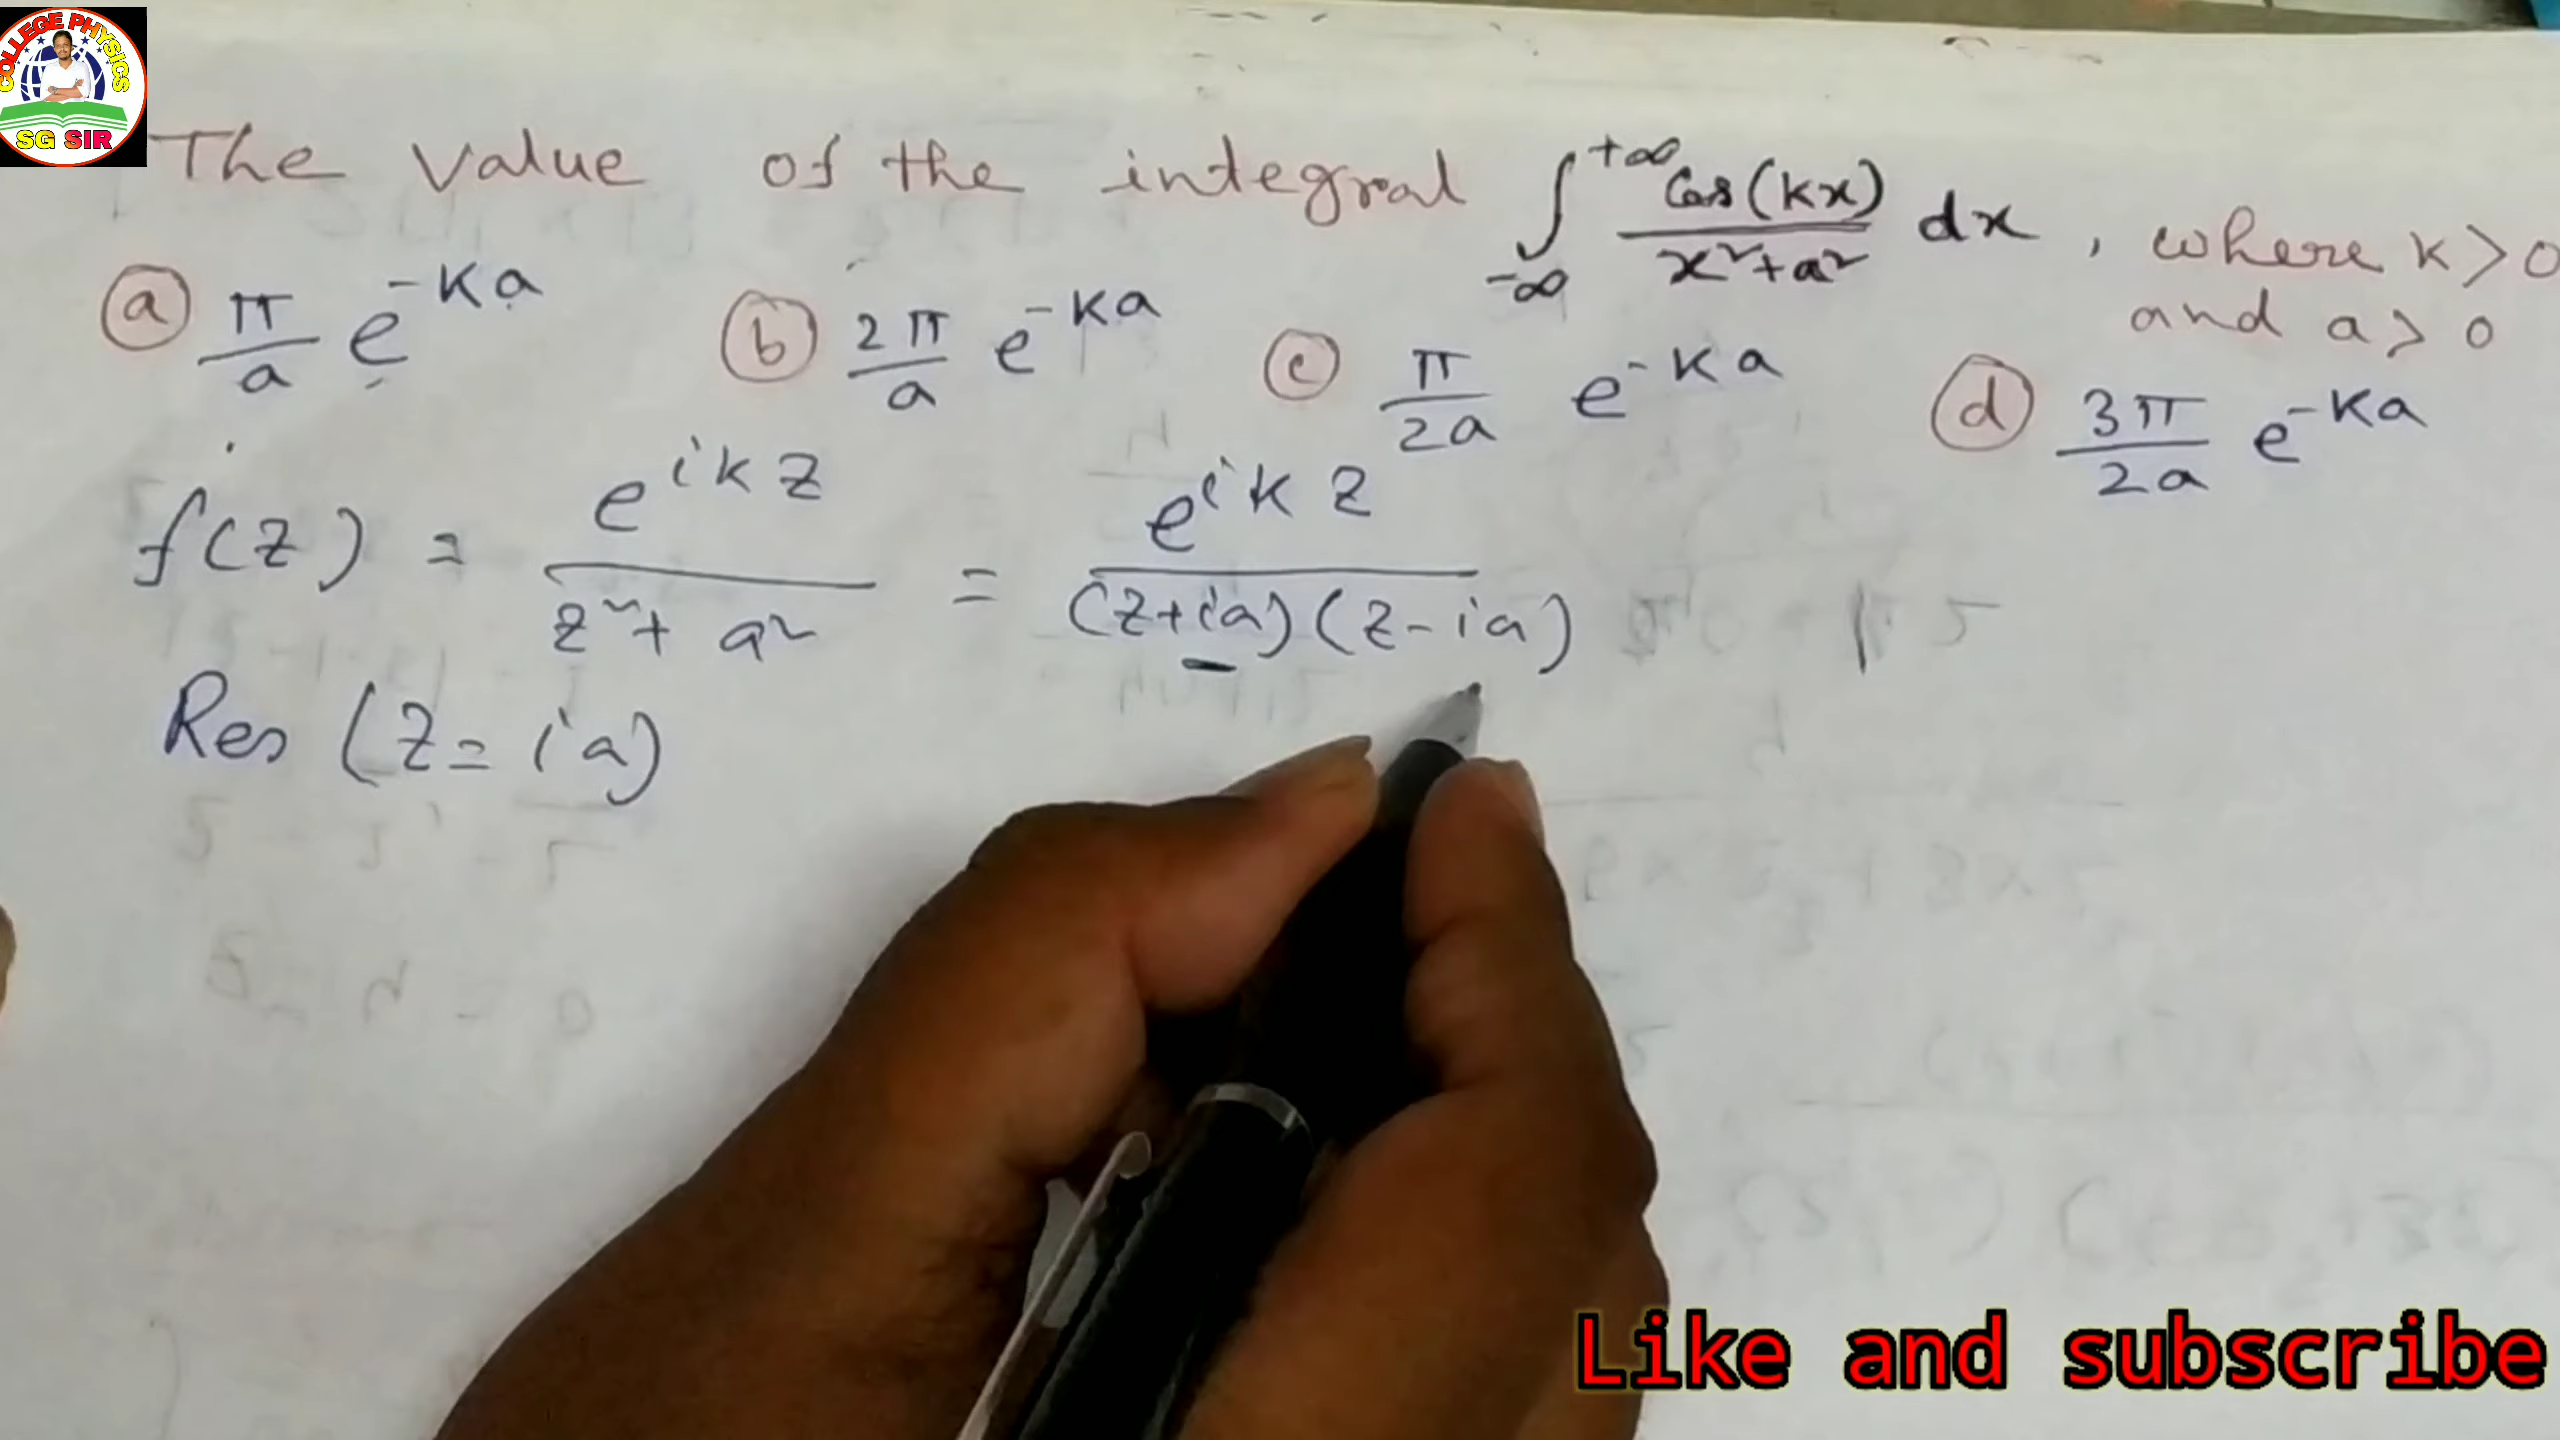 COLLEGE PHYSICS
SG SIR
The value of the integral ∫_{-∞}^{+∞} cos(kx)/(x²+a²) dx, where k>0
and a>0
ⓐ π/a e^{-ka} ⓑ 2π/a e^{-ka} ⓒ π/2a e^{-ka} ⓓ 3π/2a e^{-ka}
f(z) = e^{ikz}/(z²+a²) = e^{ikz}/((z+ia)(z-ia))
Res (z=ia)
Like and subscribe